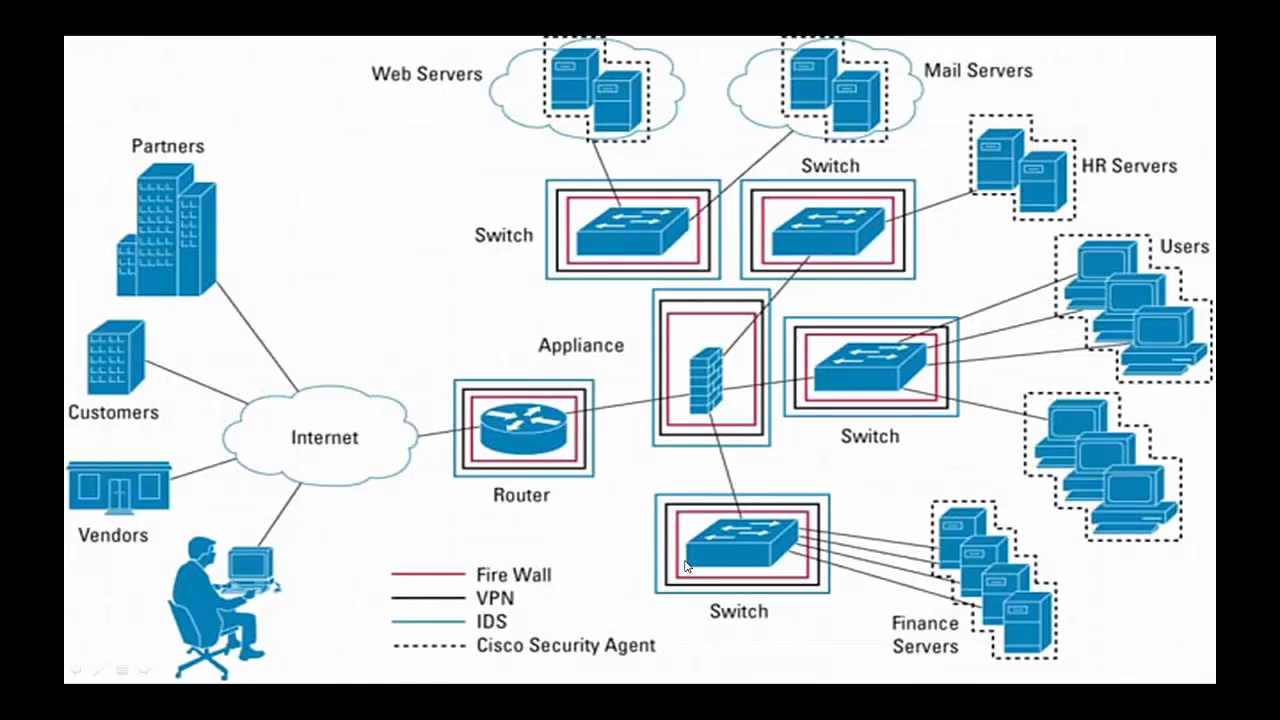 Web Servers
Mail Servers
Partners
Switch
HR Servers
Switch
Users
Appliance
Customers
Internet
Switch
Router
Vendors
Fire Wall
VPN
IDS
Cisco Security Agent
Switch
Finance
Servers